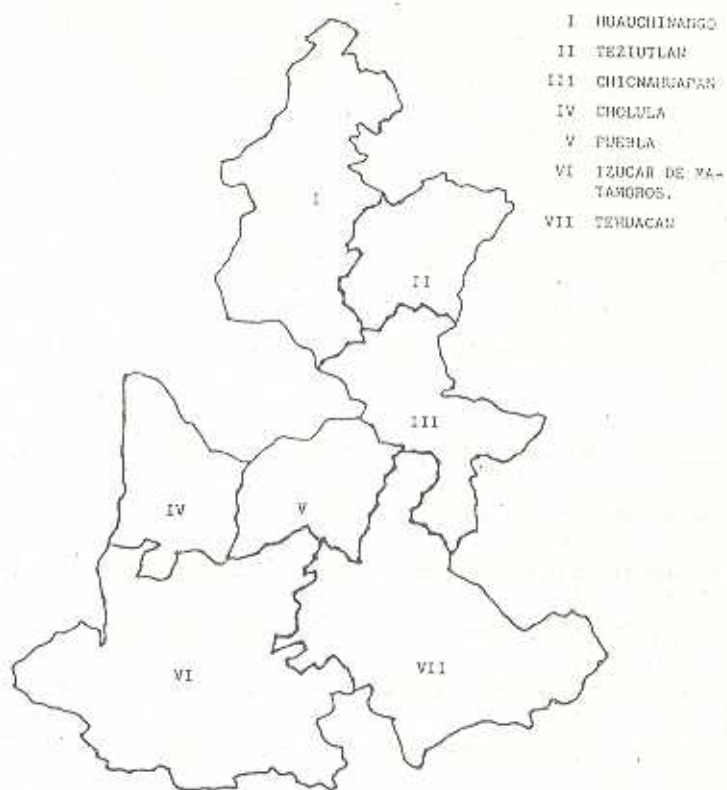 I HUAUCHINANGO
II TEZIUTLAN
III CHICNAHUAPAN
IV CHOLULA
V PUEBLA
VI IZUCAR DE MA-
TAMOROS.
VII TEHUACAN
I
II
III
IV
V
VI
VII